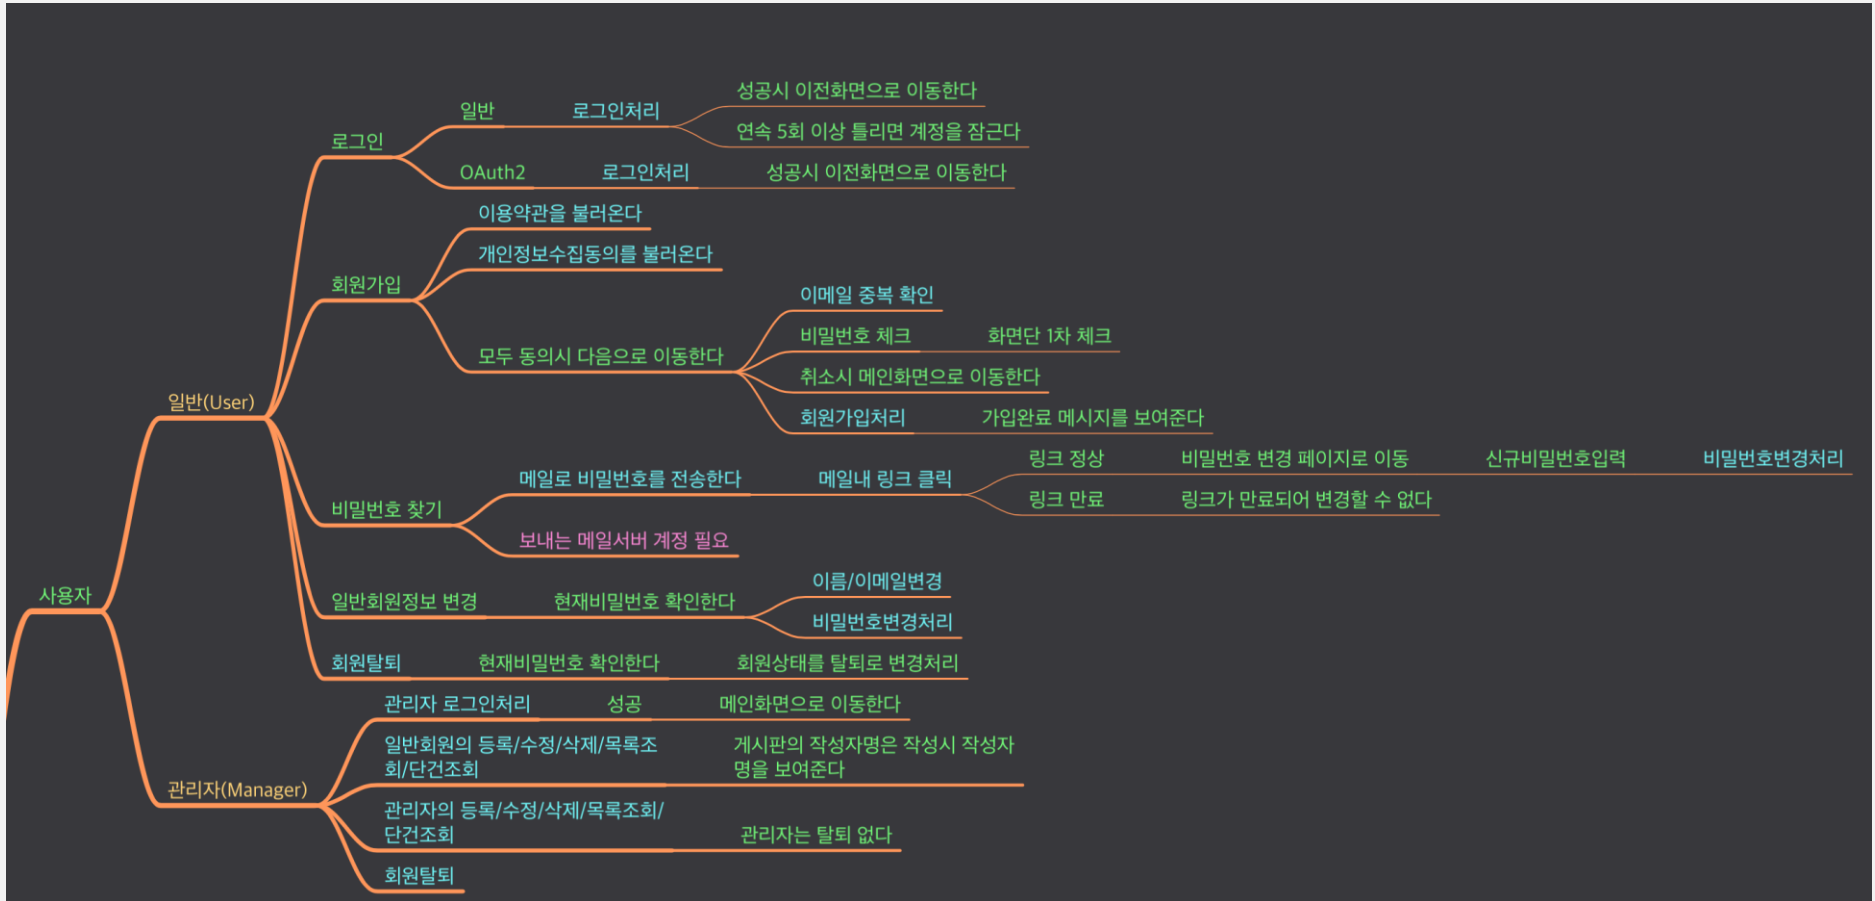 사용자
일반(User)
로그인
일반
로그인처리
성공시 이전화면으로 이동한다
연속 5회 이상 틀리면 계정을 잠근다
OAuth2
로그인처리
성공시 이전화면으로 이동한다
회원가입
이용약관을 불러온다
개인정보수집동의를 불러온다
모두 동의시 다음으로 이동한다
이메일 중복 확인
비밀번호 체크
화면단 1차 체크
취소시 메인화면으로 이동한다
회원가입처리
가입완료 메시지를 보여준다
비밀번호 찾기
메일로 비밀번호를 전송한다
메일내 링크 클릭
링크 정상
비밀번호 변경 페이지로 이동
신규비밀번호입력
비밀번호변경처리
링크 만료
링크가 만료되어 변경할 수 없다
보내는 메일서버 계정 필요
일반회원정보 변경
현재비밀번호 확인한다
이름/이메일변경
비밀번호변경처리
회원탈퇴
현재비밀번호 확인한다
회원상태를 탈퇴로 변경처리
관리자(Manager)
관리자 로그인처리
성공
메인화면으로 이동한다
일반회원의 등록/수정/삭제/목록조
회/단건조회
게시판의 작성자명은 작성시 작성자
명을 보여준다
관리자의 등록/수정/삭제/목록조회/
단건조회
관리자는 탈퇴 없다
회원탈퇴